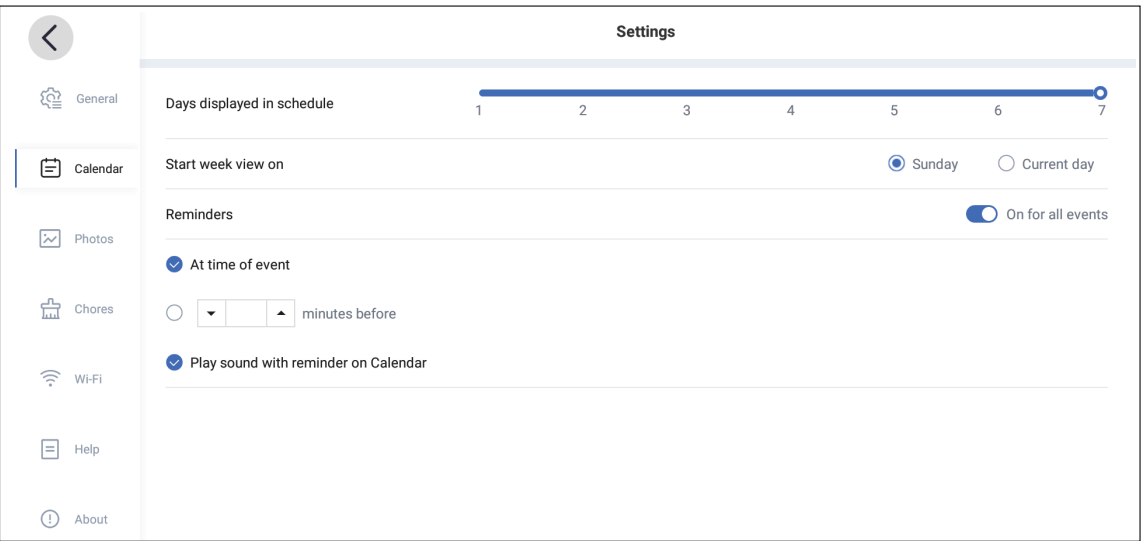 Settings
General
Days displayed in schedule
1 2 3 4 5 6 7
Calendar
Start week view on
Sunday
Current day
Reminders
On for all events
Photos
At time of event
Chores
minutes before
Play sound with reminder on Calendar
Wi-Fi
Help
About